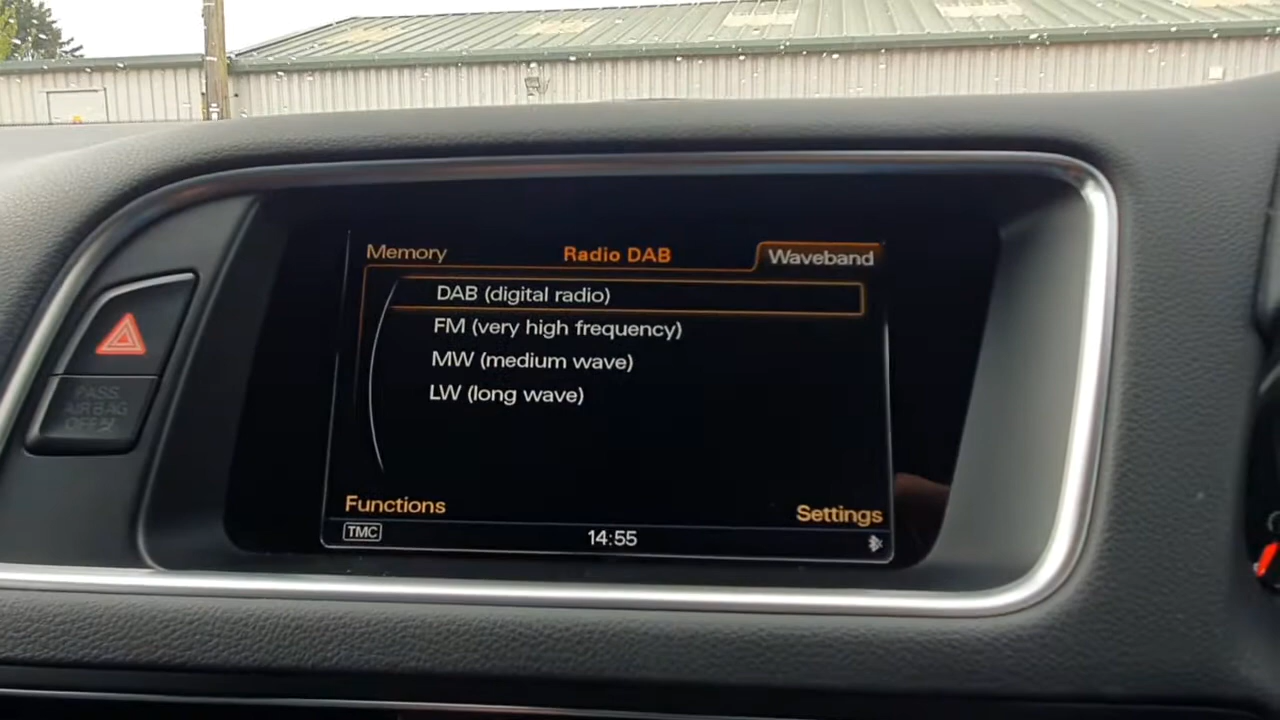 Memory
Radio DAB
Waveband
DAB (digital radio)
FM (very high frequency)
MW (medium wave)
LW (long wave)
PASS
AIR BAG
OFF
Functions
Settings
TMC
14:55